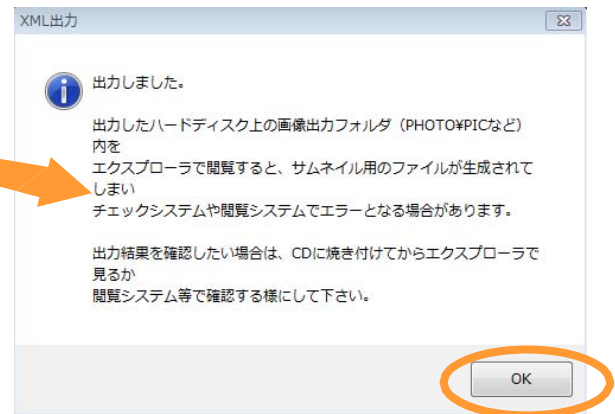 XML出力
出力しました。
出力したハードディスク上の画像出力フォルダ（PHOTO¥PICなど）
内を
エクスプローラで閲覧すると、サムネイル用のファイルが生成されて
しまい
チェックシステムや閲覧システムでエラーとなる場合があります。
出力結果を確認したい場合は、CDに焼き付けてからエクスプローラで
見るか
閲覧システム等で確認する様にして下さい。
OK